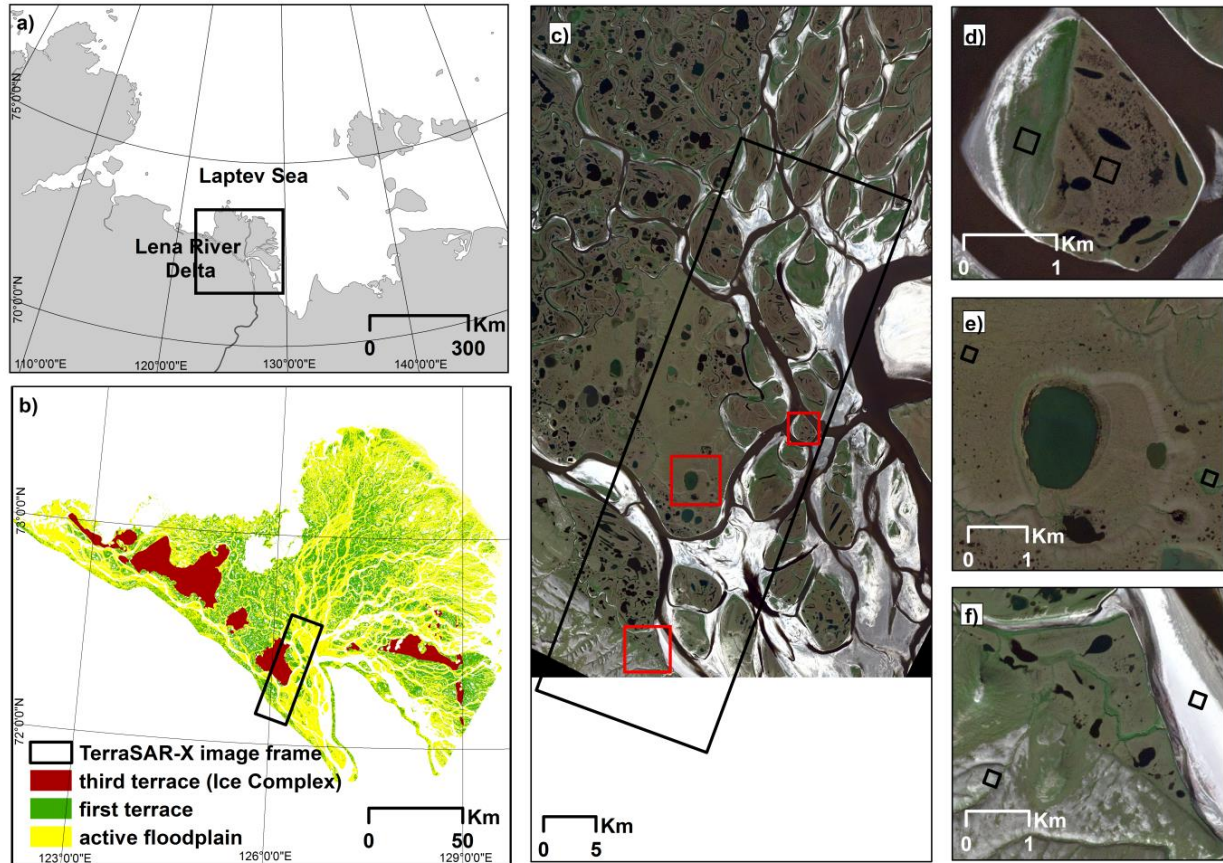 a)
75°0'0"N
70°0'0"N
Laptev Sea
Lena River
Delta
Km
0 300
110°0'0"E 120°0'0"E 130°0'0"E 140°0'0"E
b)
73°0'0"N
72°0'0"N
TerraSAR-X image frame
third terrace (Ice Complex)
first terrace
active floodplain
Km
0 50
123°0'0"E 126°0'0"E 129°0'0"E
c)
Km
0 5
d)
Km
0 1
e)
Km
0 1
f)
Km
0 1